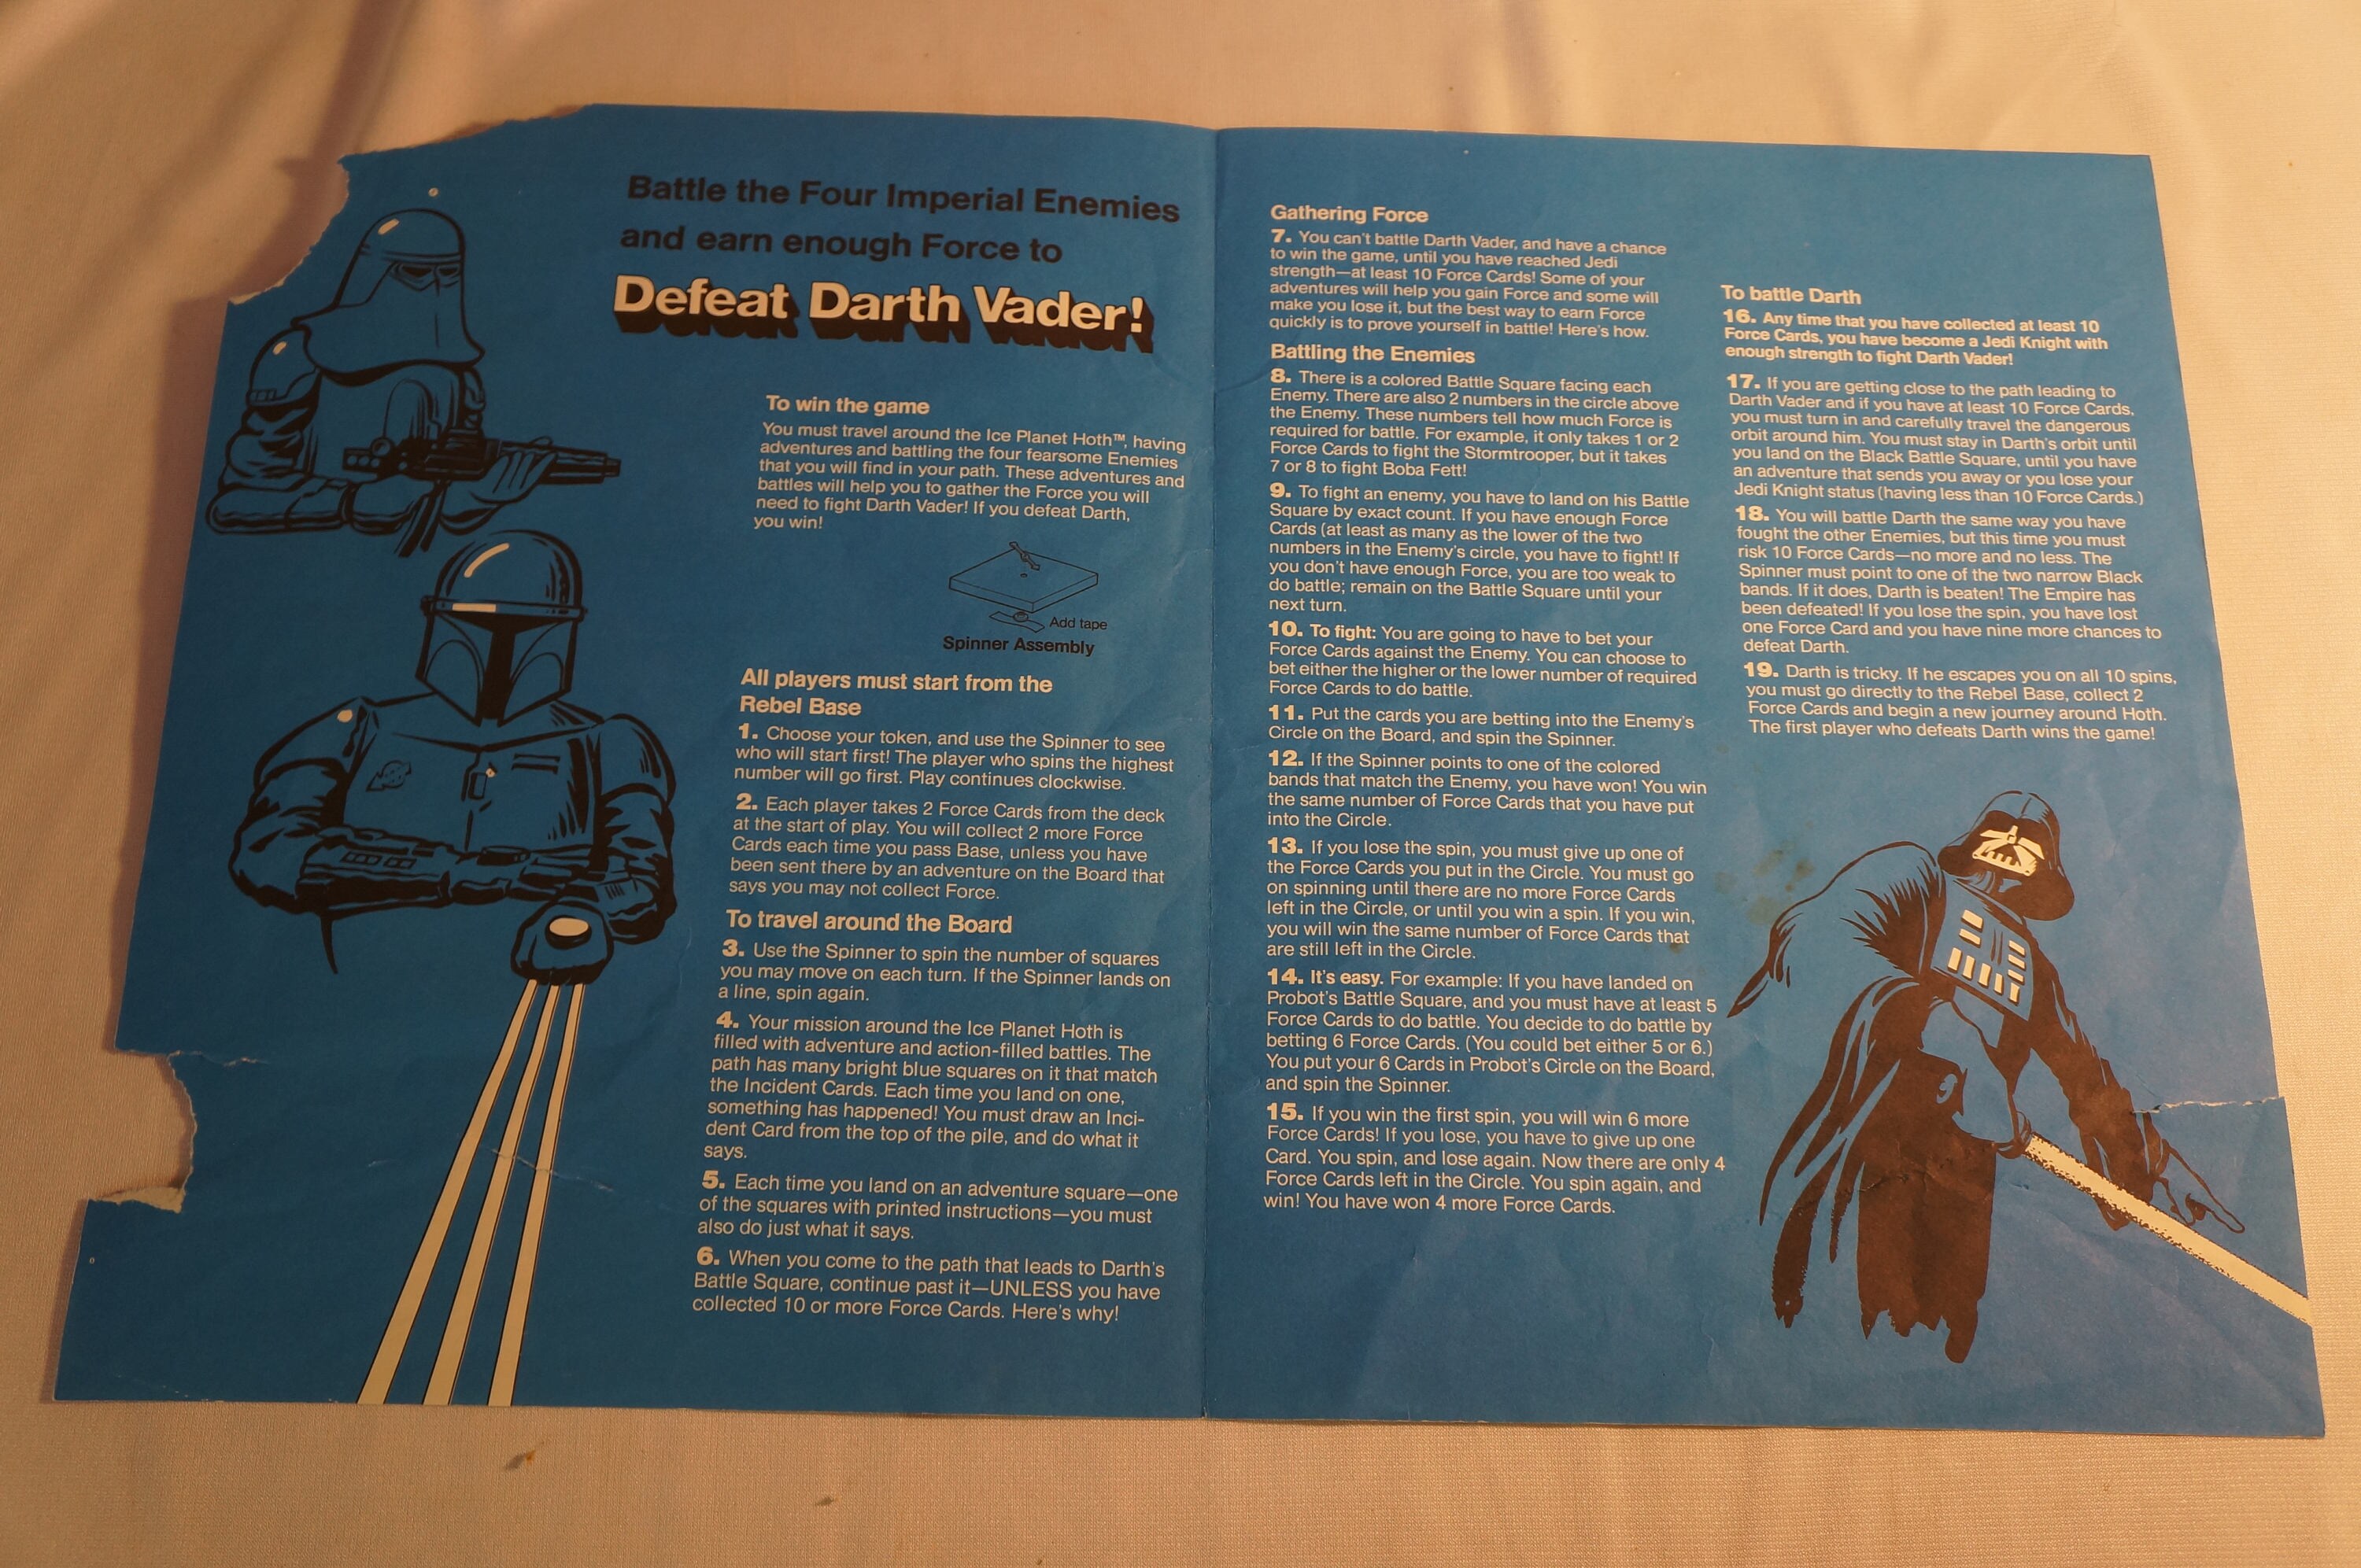 Battle the Four Imperial Enemies
and earn enough Force to
Defeat Darth Vader!
To win the game
You must travel around the Ice Planet Hoth™, having
adventures and battling the four fearsome Enemies
that you will find in your path. These adventures and
battles will help you to gather the Force you will
need to fight Darth Vader! If you defeat Darth,
you win!
Add tape
Spinner Assembly
All players must start from the
Rebel Base
1. Choose your token, and use the Spinner to see
who will start first! The player who spins the highest
number will go first. Play continues clockwise.
2. Each player takes 2 Force Cards from the deck
at the start of play. You will collect 2 more Force
Cards each time you pass Base, unless you have
been sent there by an adventure on the Board that
says you may not collect Force.
To travel around the Board
3. Use the Spinner to spin the number of squares
you may move on each turn. If the Spinner lands on
a line, spin again.
4. Your mission around the Ice Planet Hoth is
filled with adventure and action-filled battles. The
path has many bright blue squares on it that match
the Incident Cards. Each time you land on one,
something has happened! You must draw an Inci-
dent Card from the top of the pile, and do what it
says.
5. Each time you land on an adventure square—one
of the squares with printed instructions—you must
also do just what it says.
6. When you come to the path that leads to Darth's
Battle Square, continue past it—UNLESS you have
collected 10 or more Force Cards. Here's why!
Gathering Force
7. You can't battle Darth Vader, and have a chance
to win the game, until you have reached Jedi
strength—at least 10 Force Cards! Some of your
adventures will help you gain Force and some will
make you lose it, but the best way to earn Force
quickly is to prove yourself in battle! Here's how.
Battling the Enemies
8. There is a colored Battle Square facing each
Enemy. There are also 2 numbers in the circle above
the Enemy. These numbers tell how much Force is
required for battle. For example, it only takes 1 or 2
Force Cards to fight the Stormtrooper, but it takes
7 or 8 to fight Boba Fett!
9. To fight an enemy, you have to land on his Battle
Square by exact count. If you have enough Force
Cards (at least as many as the lower of the two
numbers in the Enemy's circle, you have to fight! If
you don't have enough Force, you are too weak to
do battle; remain on the Battle Square until your
next turn.
10. To fight: You are going to have to bet your
Force Cards against the Enemy. You can choose to
bet either the higher or the lower number of required
Force Cards to do battle.
11. Put the cards you are betting into the Enemy's
Circle on the Board, and spin the Spinner.
12. If the Spinner points to one of the colored
bands that match the Enemy, you have won! You win
the same number of Force Cards that you have put
into the Circle.
13. If you lose the spin, you must give up one of
the Force Cards you put in the Circle. You must go
on spinning until there are no more Force Cards
left in the Circle, or until you win a spin. If you win,
you will win the same number of Force Cards that
are still left in the Circle.
14. It's easy. For example: If you have landed on
Probot's Battle Square, and you must have at least 5
Force Cards to do battle. You decide to do battle by
betting 6 Force Cards. (You could bet either 5 or 6.)
You put your 6 Cards in Probot's Circle on the Board,
and spin the Spinner.
15. If you win the first spin, you will win 6 more
Force Cards! If you lose, you have to give up one
Card. You spin, and lose again. Now there are only 4
Force Cards left in the Circle. You spin again, and
win! You have won 4 more Force Cards.
To battle Darth
16. Any time that you have collected at least 10
Force Cards, you have become a Jedi Knight with
enough strength to fight Darth Vader!
17. If you are getting close to the path leading to
Darth Vader and if you have at least 10 Force Cards,
you must turn in and carefully travel the dangerous
orbit around him. You must stay in Darth's orbit until
you land on the Black Battle Square, until you have
an adventure that sends you away or you lose your
Jedi Knight status (having less than 10 Force Cards.)
18. You will battle Darth the same way you have
fought the other Enemies, but this time you must
risk 10 Force Cards—no more and no less. The
Spinner must point to one of the two narrow Black
bands. If it does, Darth is beaten! The Empire has
been defeated! If you lose the spin, you have lost
one Force Card and you have nine more chances to
defeat Darth.
19. Darth is tricky. If he escapes you on all 10 spins,
you must go directly to the Rebel Base, collect 2
Force Cards and begin a new journey around Hoth.
The first player who defeats Darth wins the game!